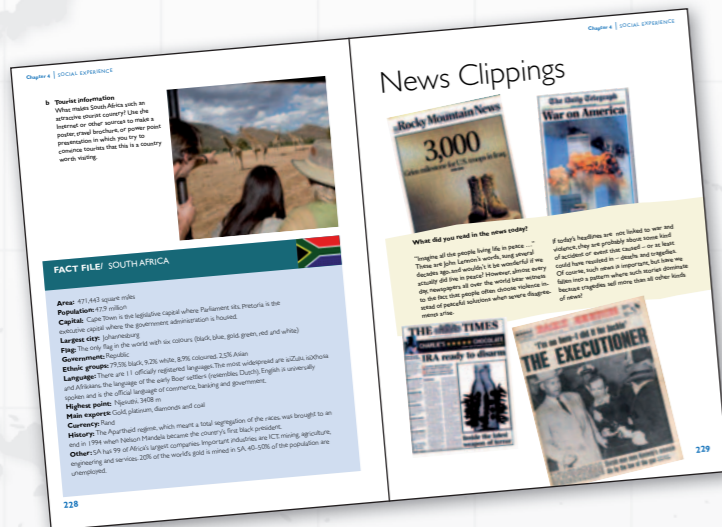 Chapter 4 | SOCIAL EXPERIENCE
b Tourist information
What makes South Africa such an
attractive tourist country? Use the
Internet or other sources to make a
poster, travel brochure, or power point
presentation in which you try to
convince tourists that this is a country
worth visiting.
FACT FILE/ SOUTH AFRICA
Area: 471,443 square miles
Population: 47.9 million
Capital: Cape Town is the legislative capital where Parliament sits. Pretoria is the
executive capital where the government administration is housed.
Largest city: Johannesburg
Flag: The only flag in the world with six colours (black, blue, gold, green, red and white)
Government: Republic
Ethnic groups: 79,5% black, 9,2% white, 8,9% coloured, 2,5% Asian
Language: There are 11 officially registered languages. The most widespread are isiZulu, isiXhosa
and Afrikaans, the language of the early Boer settlers (resembles Dutch). English is universally
spoken and is the official language of commerce, banking and government.
Highest point: Njesuthi, 3408 m
Main exports: Gold, platinum, diamonds and coal
Currency: Rand
History: The Apartheid regime, which meant a total segregation of the races, was brought to an
end in 1994 when Nelson Mandela became the country's first black president.
Other: SA has 99 of Africa's largest companies. Important industries are ICT, mining, agriculture,
engineering and services. 20% of the world's gold is mined in SA. 40-50% of the population are
unemployed.
228
Chapter 4 | SOCIAL EXPERIENCE
News Clippings
Rocky Mountain News
3,000
Grim milestone for U.S. troops in Iraq
The Daily Telegraph
War on America
What did you read in the news today?
"Imagine all the people living life in peace ..."
These are John Lennon's words, sung several
decades ago, and wouldn't it be wonderful if we
actually did live in peace? However, almost every
day, newspapers all over the world bear witness
to the fact that people often choose violence in-
stead of peaceful solutions when severe disagree-
ments arise.
If today's headlines are not linked to war and
violence, they are probably about some kind
of accident or event that caused – or at least
could have resulted in – deaths and tragedies.
Of course, such news is important, but have we
fallen into a pattern where such stories dominate
because tragedies sell more than all other kinds
of news?
THE TIMES
CHARLIE'S CHOCOLATE
IRA ready to disarm
Inside the latest
weapon of terror
THE EXECUTIONER
229